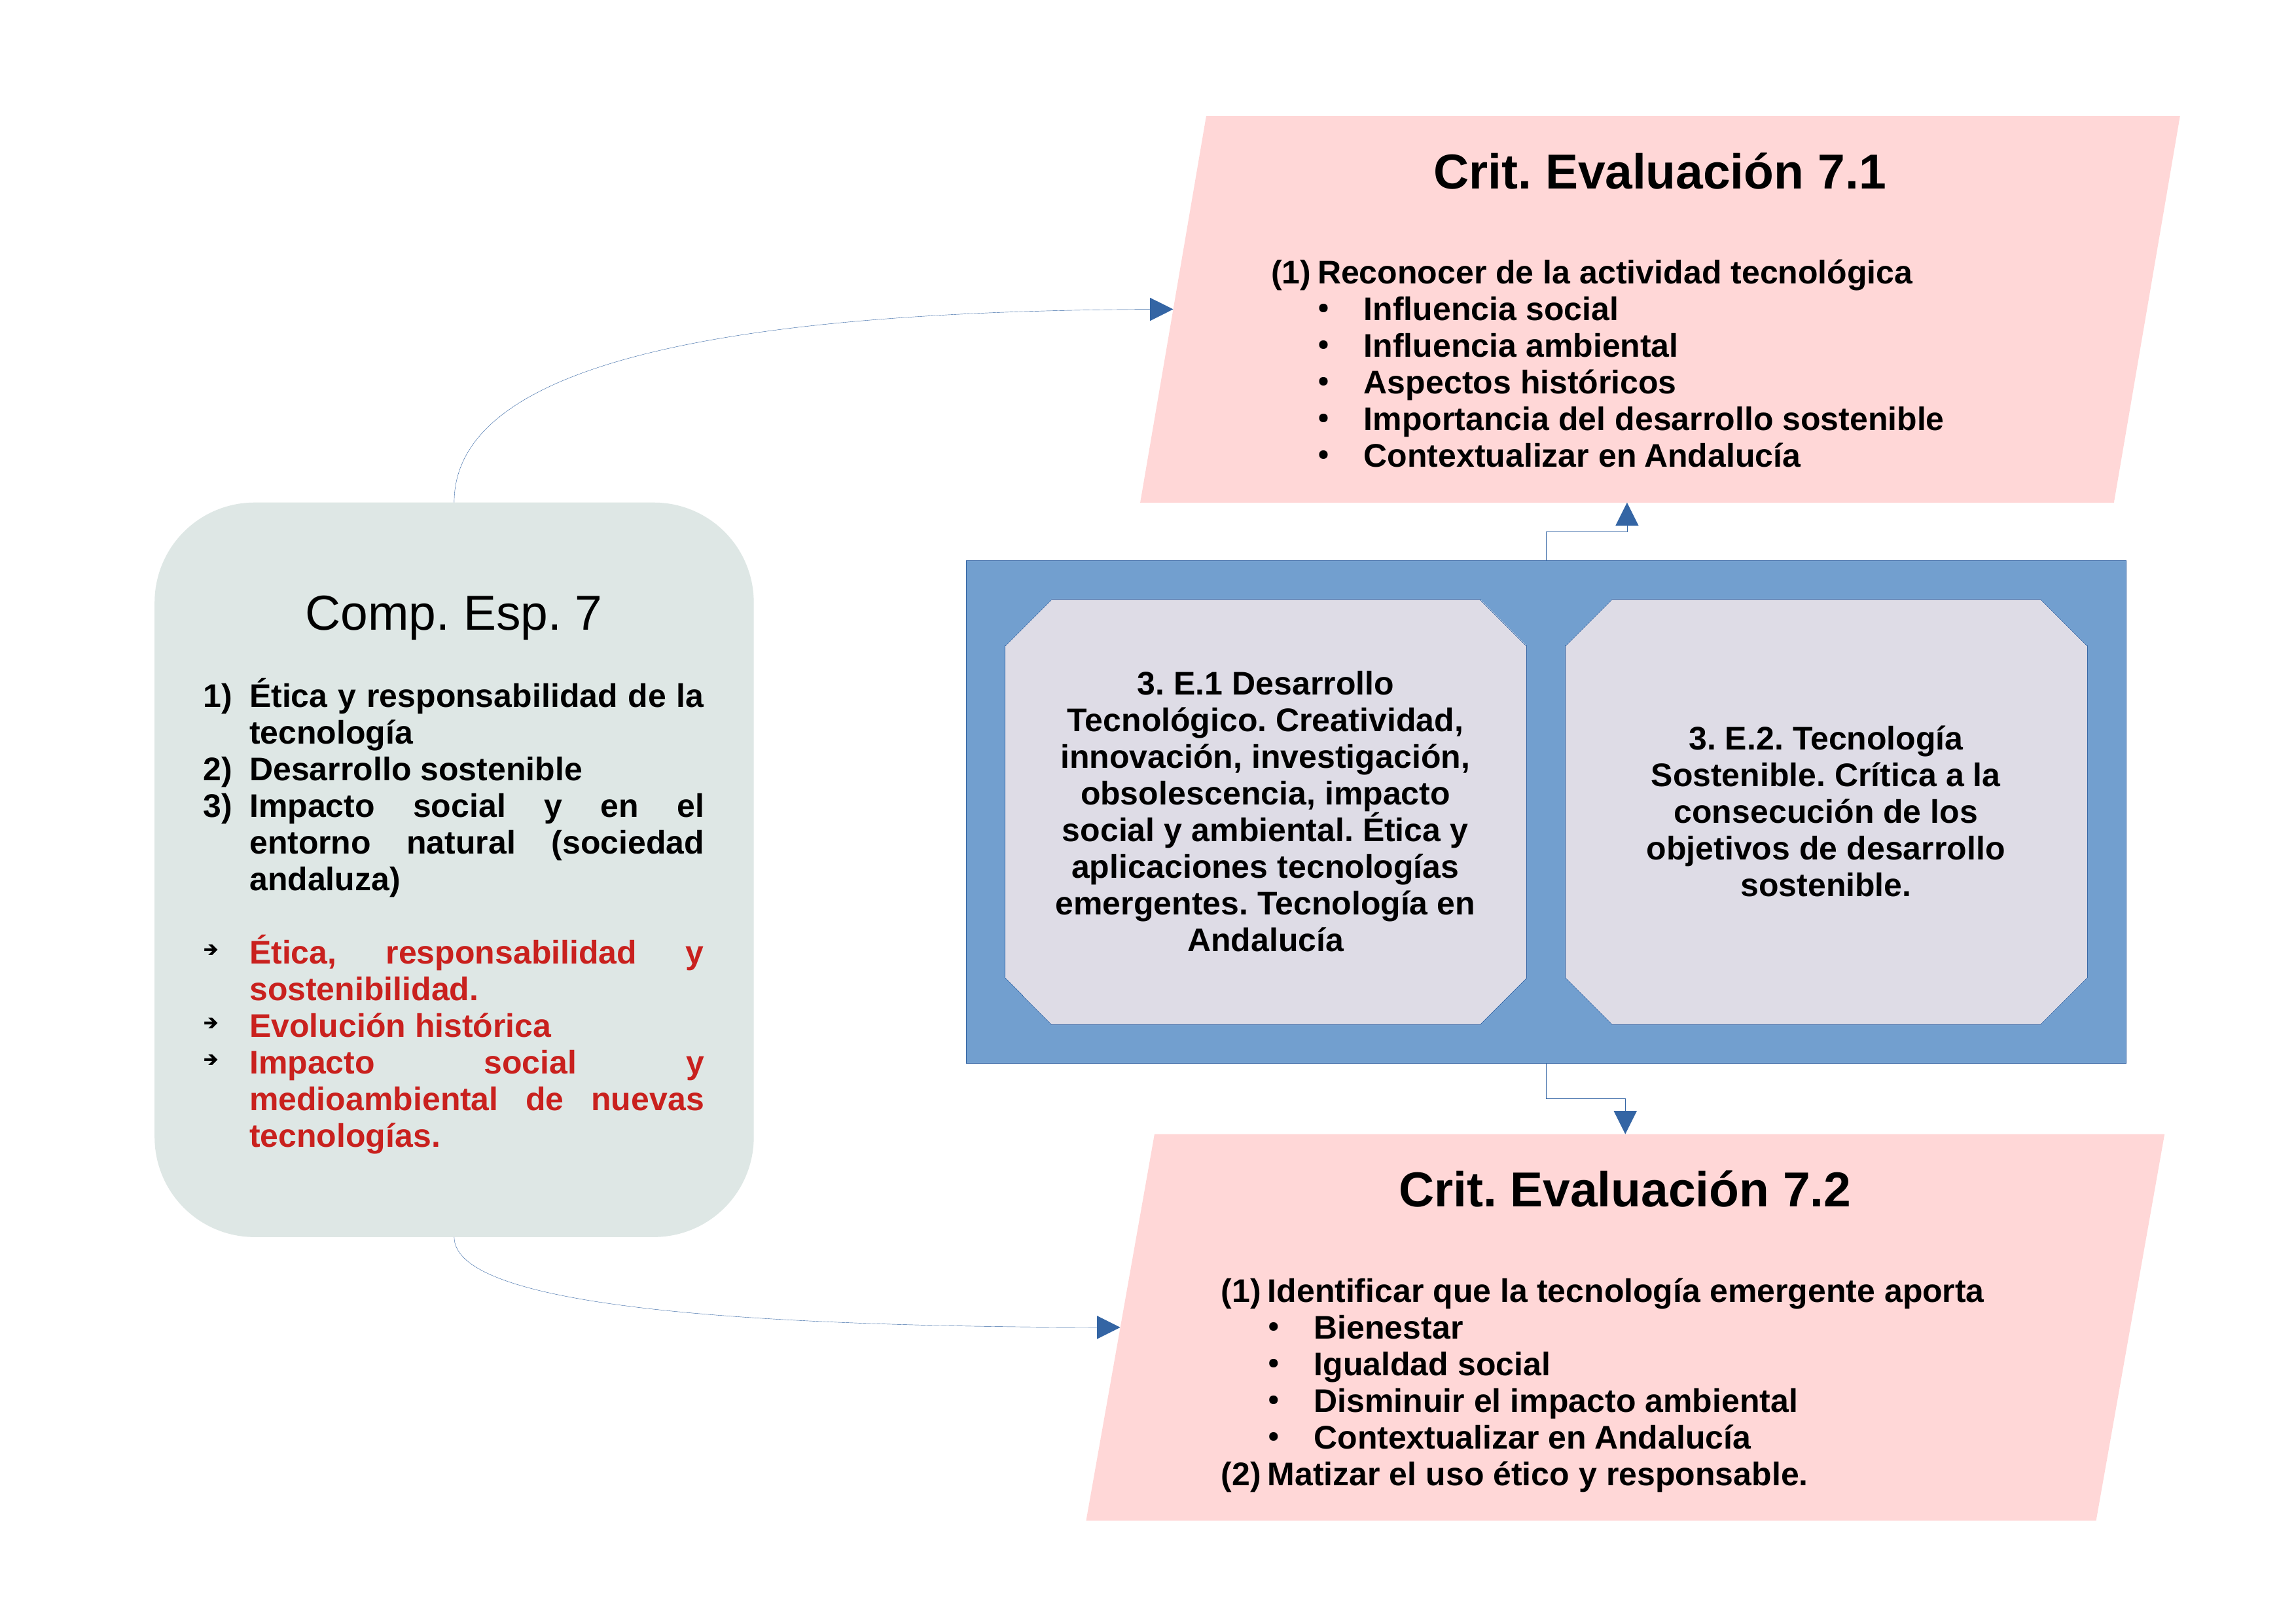 Crit. Evaluación 7.1
(1) Reconocer de la actividad tecnológica
• Influencia social
• Influencia ambiental
• Aspectos históricos
• Importancia del desarrollo sostenible
• Contextualizar en Andalucía
Comp. Esp. 7
1) Ética y responsabilidad de la
tecnología
2) Desarrollo sostenible
3) Impacto social y en el
entorno natural (sociedad
andaluza)
➔ Ética, responsabilidad y
sostenibilidad.
➔ Evolución histórica
➔ Impacto social y
medioambiental de nuevas
tecnologías.
3. E.1 Desarrollo
Tecnológico. Creatividad,
innovación, investigación,
obsolescencia, impacto
social y ambiental. Ética y
aplicaciones tecnologías
emergentes. Tecnología en
Andalucía
3. E.2. Tecnología
Sostenible. Crítica a la
consecución de los
objetivos de desarrollo
sostenible.
Crit. Evaluación 7.2
(1) Identificar que la tecnología emergente aporta
• Bienestar
• Igualdad social
• Disminuir el impacto ambiental
• Contextualizar en Andalucía
(2) Matizar el uso ético y responsable.